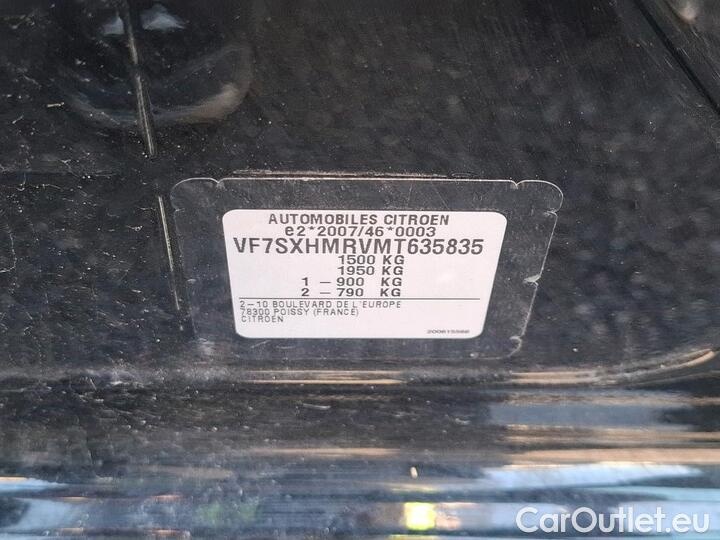 AUTOMOBILES CITROEN
e2*2007/46*0003
VF7SXHMRVMT635835
1500 KG
1950 KG
1 – 900 KG
2 – 790 KG
2–10 BOULEVARD DE L'EUROPE
78300 POISSY (FRANCE)
CITROEN
CarOutlet.eu